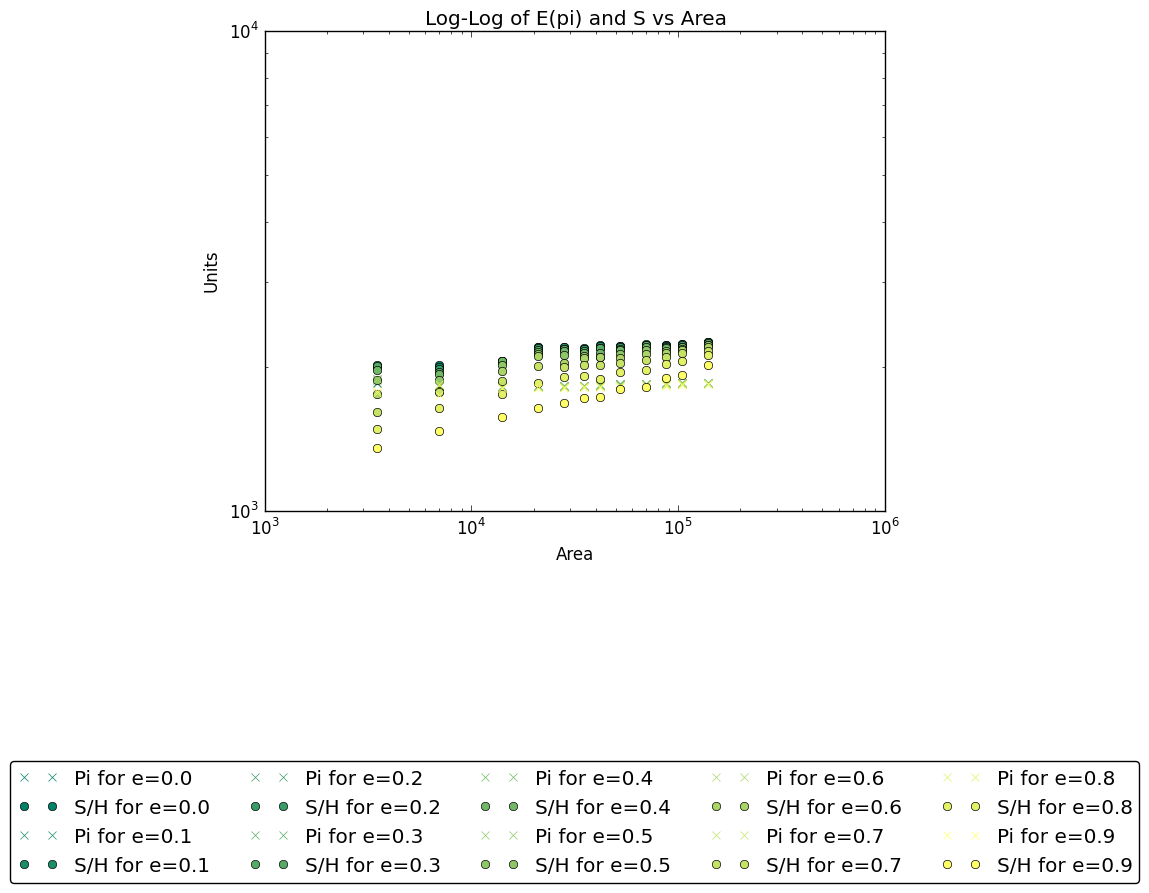 Log-Log of E(pi) and S vs Area
10^4
Units
10^3
10^3 10^4 10^5 10^6
Area
Pi for e=0.0 Pi for e=0.2 Pi for e=0.4 Pi for e=0.6 Pi for e=0.8
S/H for e=0.0 S/H for e=0.2 S/H for e=0.4 S/H for e=0.6 S/H for e=0.8
Pi for e=0.1 Pi for e=0.3 Pi for e=0.5 Pi for e=0.7 Pi for e=0.9
S/H for e=0.1 S/H for e=0.3 S/H for e=0.5 S/H for e=0.7 S/H for e=0.9